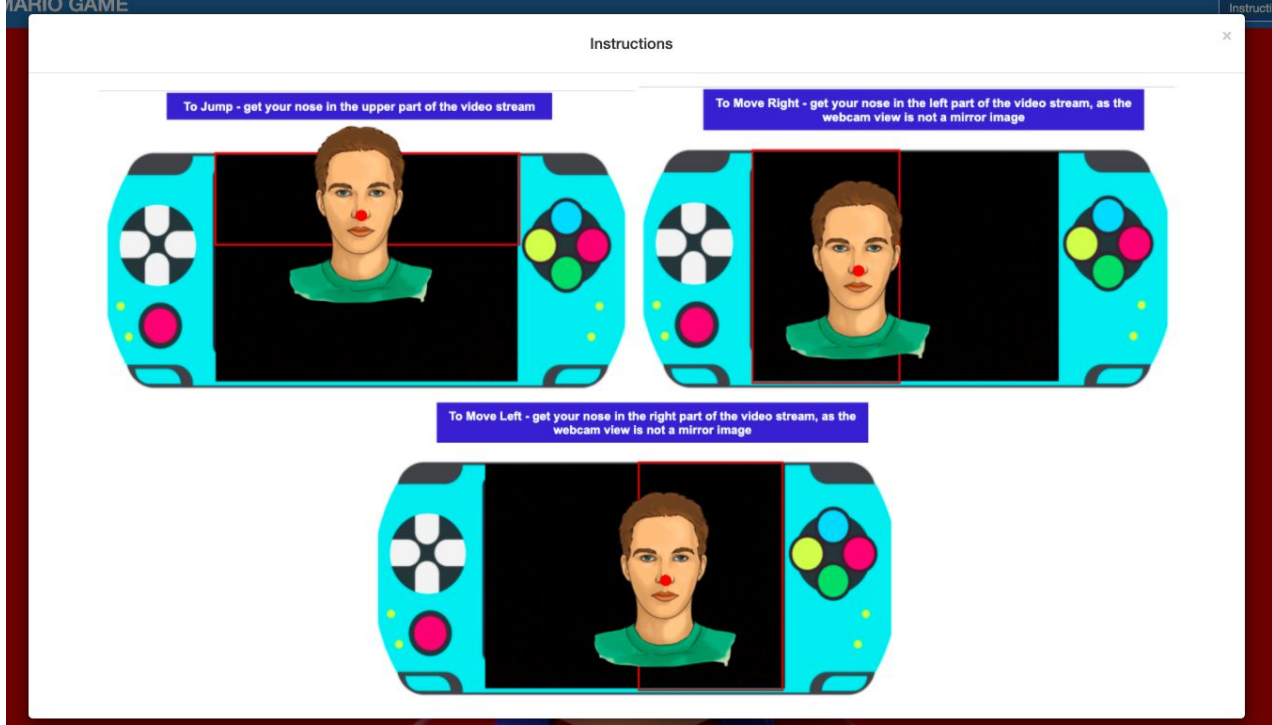 MARIO GAME
Instructions
×
To Jump - get your nose in the upper part of the video stream
To Move Right - get your nose in the left part of the video stream, as the
webcam view is not a mirror image
To Move Left - get your nose in the right part of the video stream, as the
webcam view is not a mirror image